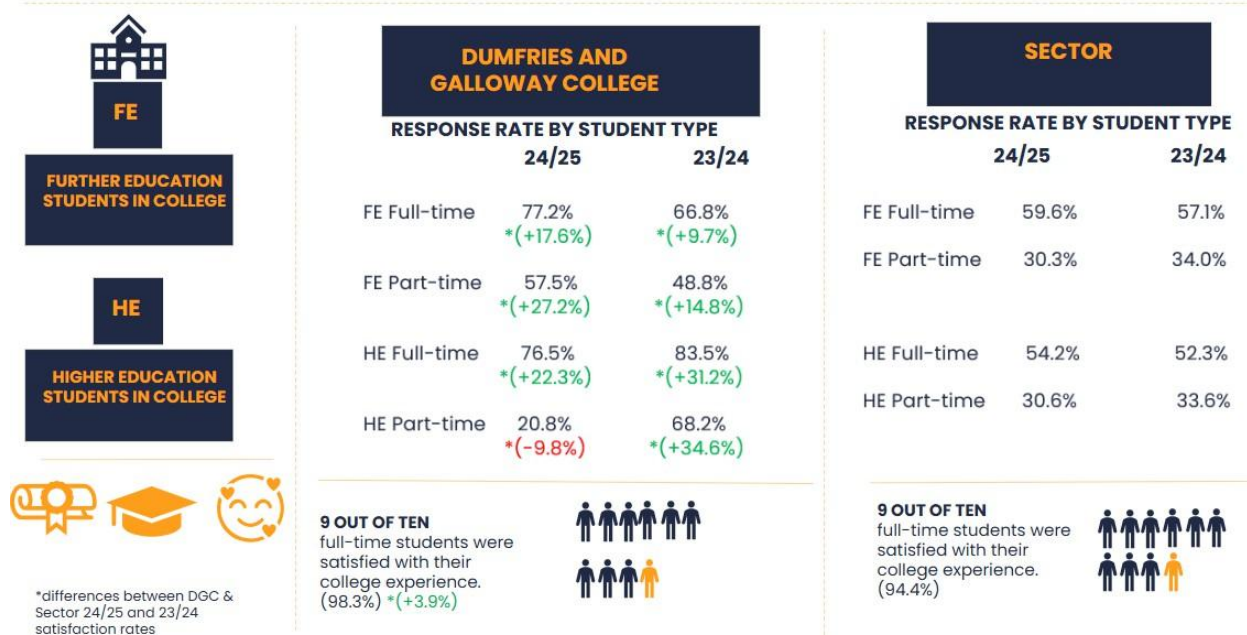 FE
FURTHER EDUCATION
STUDENTS IN COLLEGE
HE
HIGHER EDUCATION
STUDENTS IN COLLEGE
*differences between DGC &
Sector 24/25 and 23/24
satisfaction rates
DUMFRIES AND
GALLOWAY COLLEGE
RESPONSE RATE BY STUDENT TYPE
24/25 23/24
FE Full-time 77.2% 66.8%
*(+17.6%) *(+9.7%)
FE Part-time 57.5% 48.8%
*(+27.2%) *(+14.8%)
HE Full-time 76.5% 83.5%
*(+22.3%) *(+31.2%)
HE Part-time 20.8% 68.2%
*(-9.8%) *(+34.6%)
9 OUT OF TEN
full-time students were
satisfied with their
college experience.
(98.3%) *(+3.9%)
SECTOR
RESPONSE RATE BY STUDENT TYPE
24/25 23/24
FE Full-time 59.6% 57.1%
FE Part-time 30.3% 34.0%
HE Full-time 54.2% 52.3%
HE Part-time 30.6% 33.6%
9 OUT OF TEN
full-time students were
satisfied with their
college experience.
(94.4%)